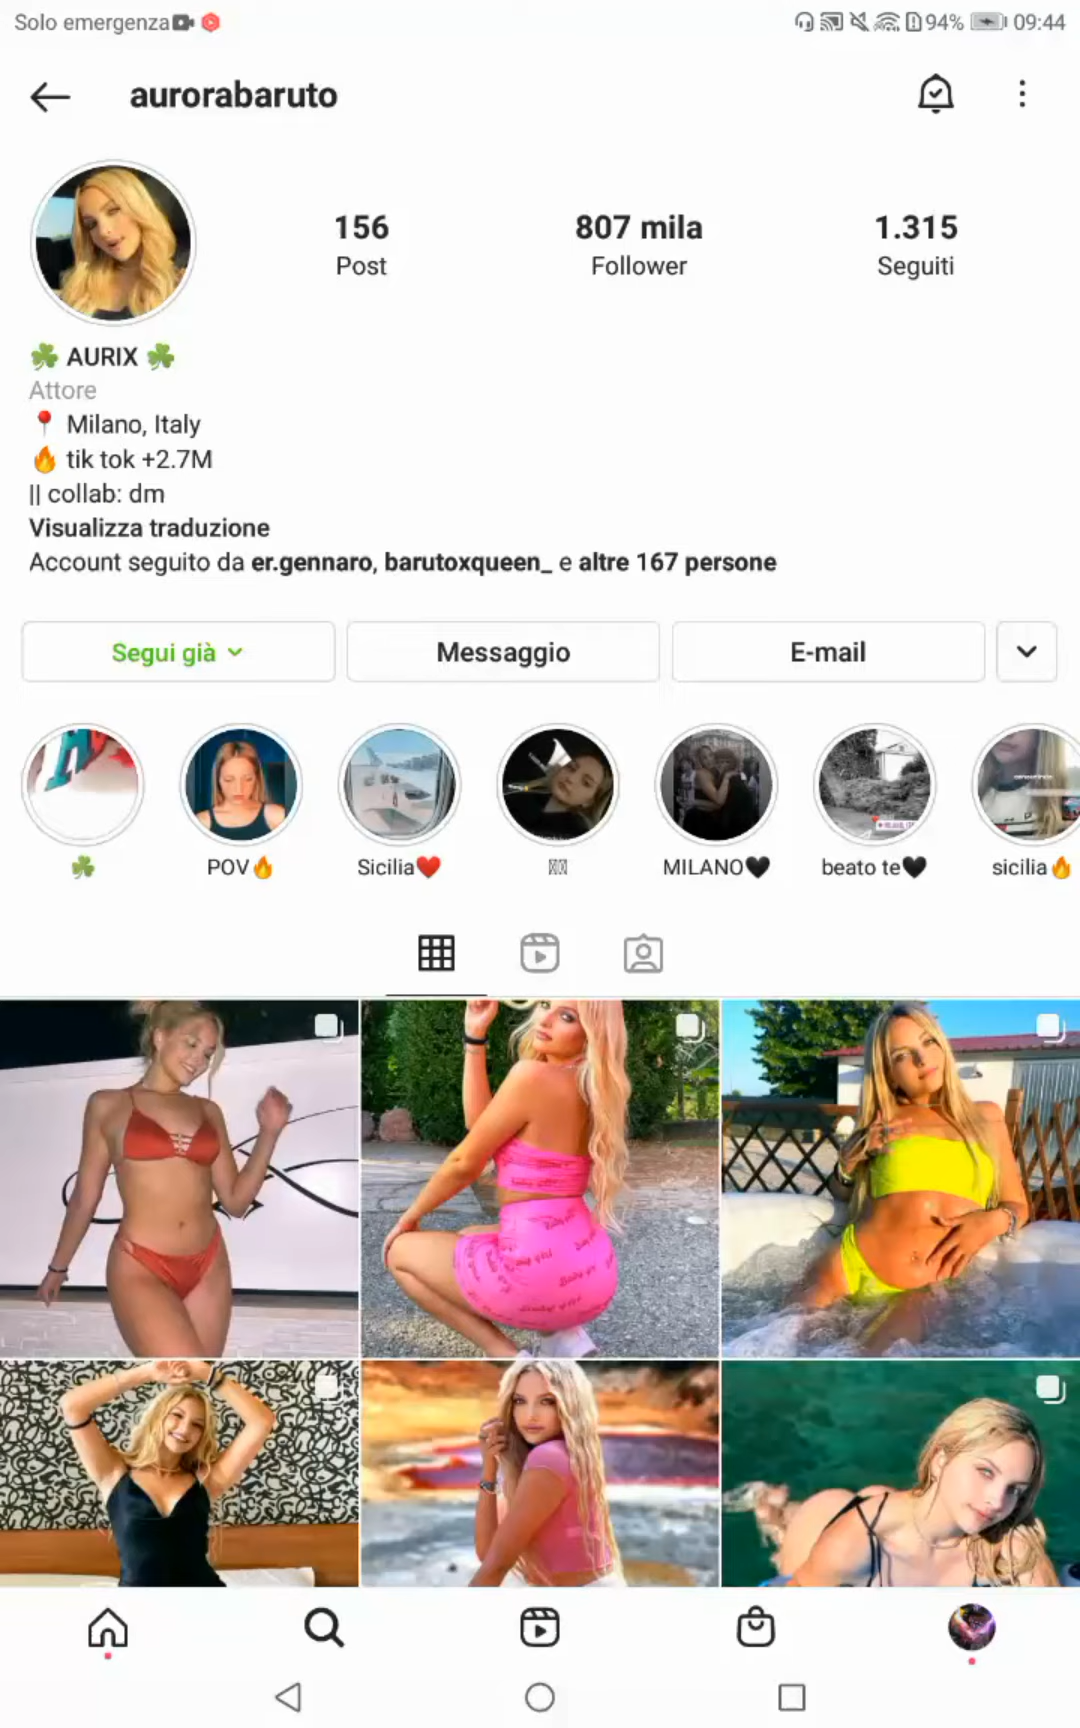 Solo emergenza 94% 09:44
aurorabaruto
156 807 mila 1.315
Post Follower Seguiti
☘️ AURIX ☘️
Attore
📍 Milano, Italy
🔥 tik tok +2.7M
|| collab: dm
Visualizza traduzione
Account seguito da er.gennaro, barutoxqueen_ e altre 167 persone
Segui già Messaggio E-mail
☘️ POV🔥 Sicilia❤️ MILANO🖤 beato te🖤 sicilia🔥